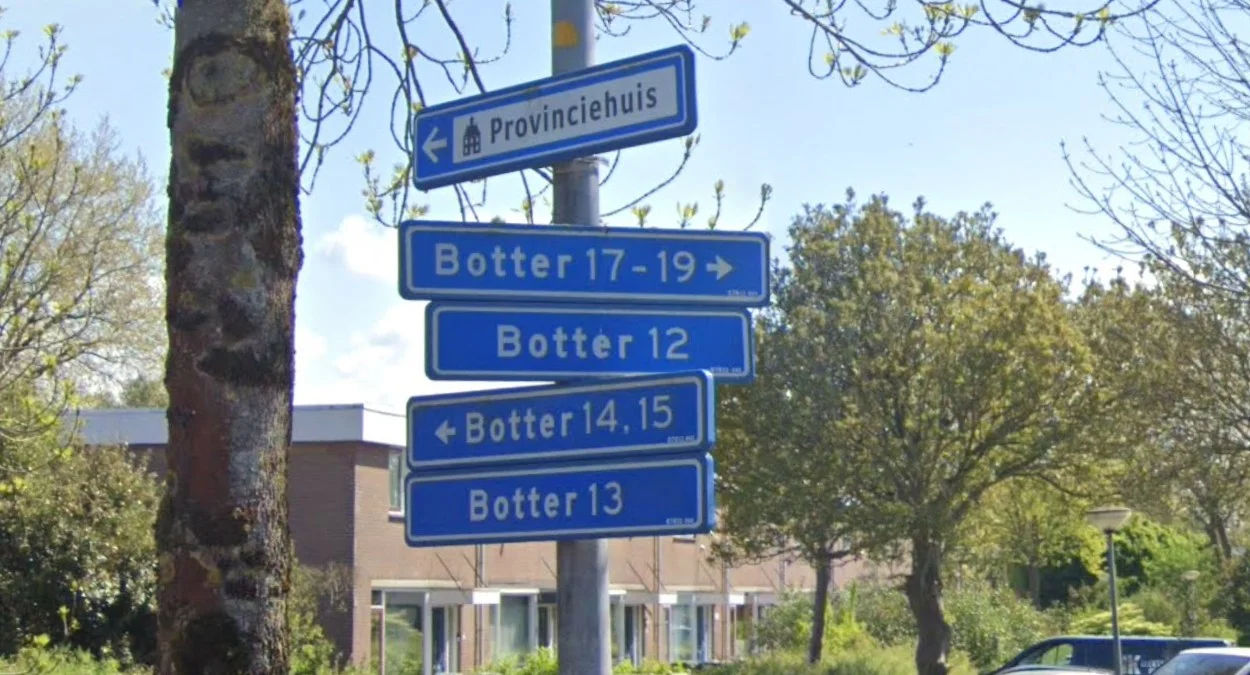 ← Provinciehuis
Botter 17-19 →
Botter 12
← Botter 14, 15
Botter 13